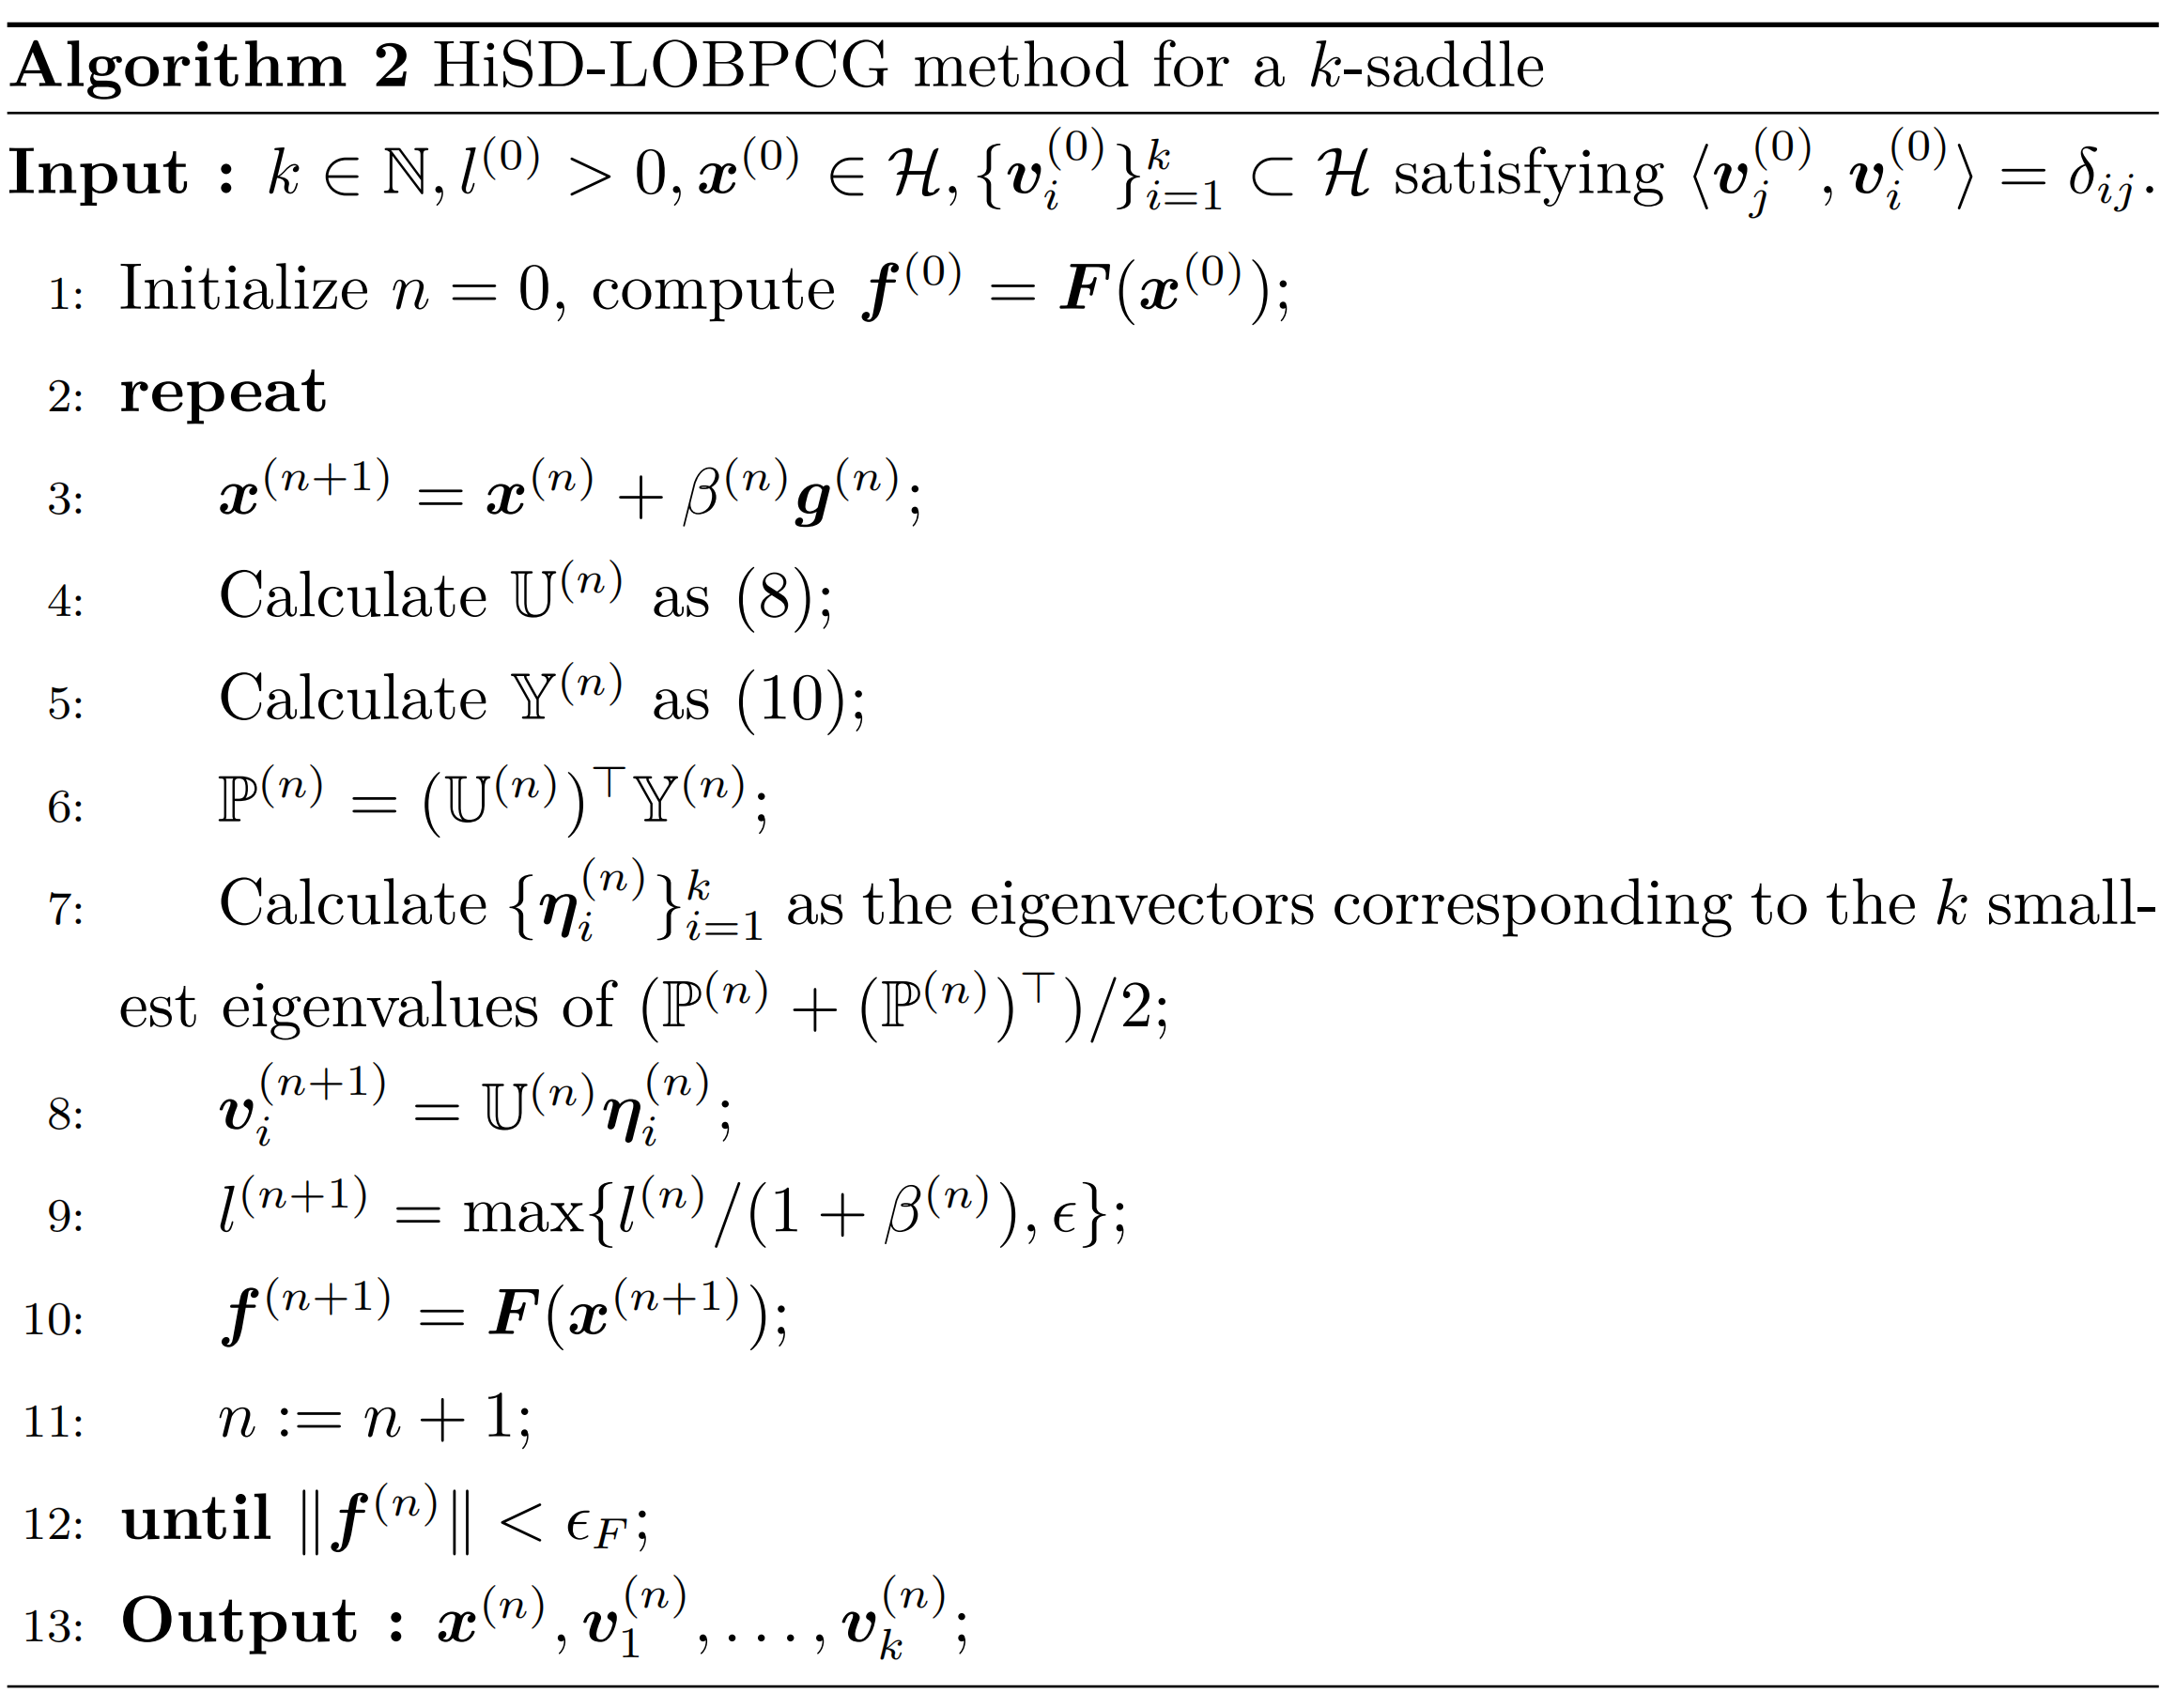 Algorithm 2 HiSD-LOBPCG method for a $k$-saddle
Input : $k \in \mathbb{N}, l^{(0)} > 0, \boldsymbol{x}^{(0)} \in \mathcal{H}, \{\boldsymbol{v}_i^{(0)}\}_{i=1}^k \subset \mathcal{H}$ satisfying $\langle \boldsymbol{v}_j^{(0)}, \boldsymbol{v}_i^{(0)} \rangle = \delta_{ij}$.
1: Initialize $n = 0$, compute $\boldsymbol{f}^{(0)} = \boldsymbol{F}(\boldsymbol{x}^{(0)})$;
2: repeat
3: $\boldsymbol{x}^{(n+1)} = \boldsymbol{x}^{(n)} + \beta^{(n)} \boldsymbol{g}^{(n)}$;
4: Calculate $\mathbb{U}^{(n)}$ as (8);
5: Calculate $\mathbb{Y}^{(n)}$ as (10);
6: $\mathbb{P}^{(n)} = (\mathbb{U}^{(n)})^\top \mathbb{Y}^{(n)}$;
7: Calculate $\{\boldsymbol{\eta}_i^{(n)}\}_{i=1}^k$ as the eigenvectors corresponding to the $k$ small-
est eigenvalues of $(\mathbb{P}^{(n)} + (\mathbb{P}^{(n)})^\top)/2$;
8: $\boldsymbol{v}_i^{(n+1)} = \mathbb{U}^{(n)} \boldsymbol{\eta}_i^{(n)}$;
9: $l^{(n+1)} = \max\{l^{(n)}/(1 + \beta^{(n)}), \epsilon\}$;
10: $\boldsymbol{f}^{(n+1)} = \boldsymbol{F}(\boldsymbol{x}^{(n+1)})$;
11: $n := n + 1$;
12: until $\|\boldsymbol{f}^{(n)}\| < \epsilon_F$;
13: Output : $\boldsymbol{x}^{(n)}, \boldsymbol{v}_1^{(n)}, \ldots, \boldsymbol{v}_k^{(n)}$;